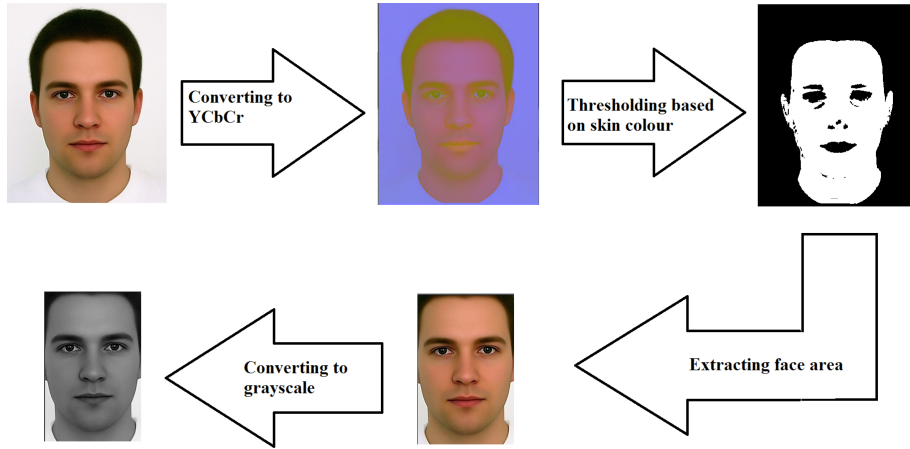 Converting to
YCbCr
Thresholding based
on skin colour
Extracting face area
Converting to
grayscale